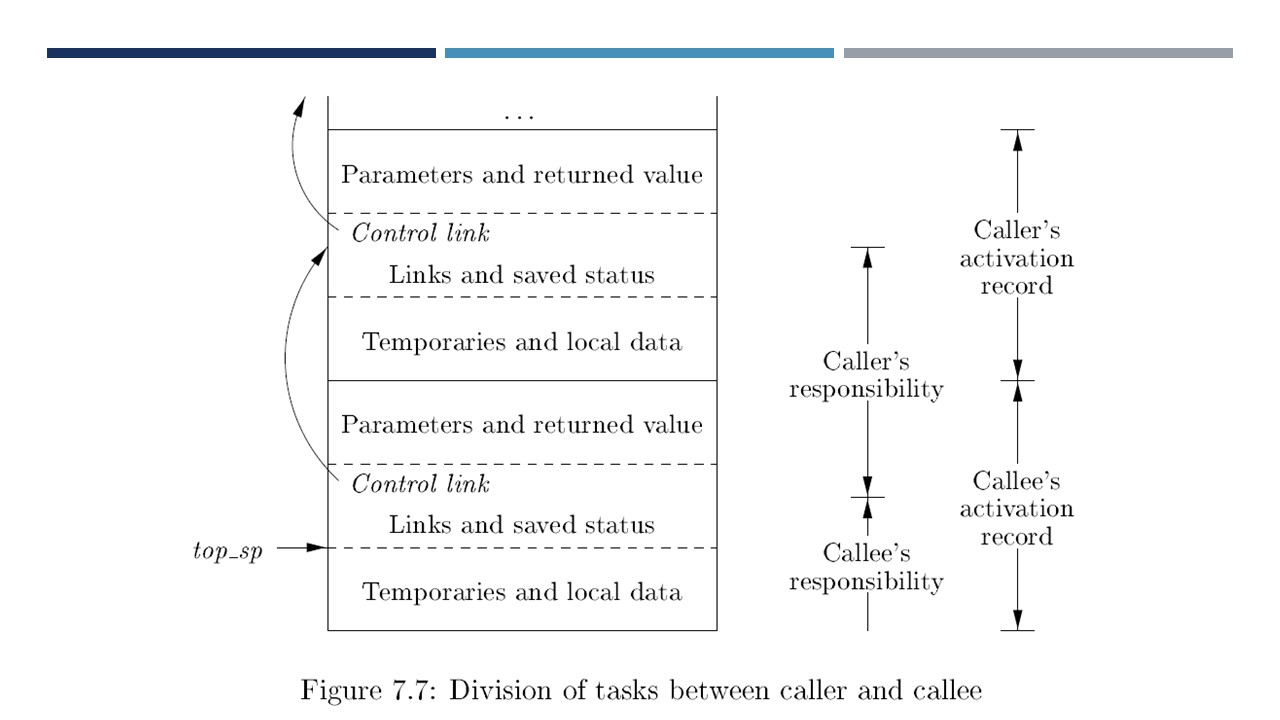 . . .
Parameters and returned value
Control link
Links and saved status
Temporaries and local data
Parameters and returned value
Control link
Links and saved status
top_sp
Temporaries and local data
Caller's
responsibility
Callee's
responsibility
Caller's
activation
record
Callee's
activation
record
Figure 7.7: Division of tasks between caller and callee